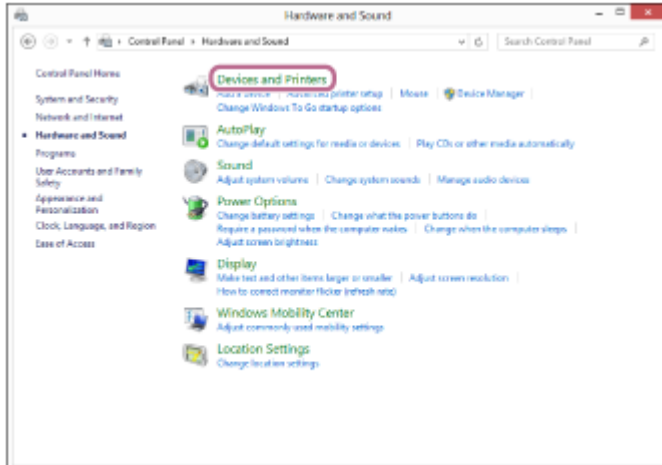 Hardware and Sound
Control Panel › Hardware and Sound
Search Control Panel
Control Panel Home
System and Security
Network and Internet
Hardware and Sound
Programs
User Accounts and Family
Safety
Appearance and
Personalization
Clock, Language, and Region
Ease of Access
Devices and Printers
Add a device | Advanced printer setup | Mouse | Device Manager
Change Windows To Go startup options
AutoPlay
Change default settings for media or devices | Play CDs or other media automatically
Sound
Adjust system volume | Change system sounds | Manage audio devices
Power Options
Change battery settings | Change what the power buttons do
Require a password when the computer wakes | Change when the computer sleeps
Adjust screen brightness
Display
Make text and other items larger or smaller | Adjust screen resolution
How to correct monitor flicker (refresh rate)
Windows Mobility Center
Adjust commonly used mobility settings
Location Settings
Change location settings